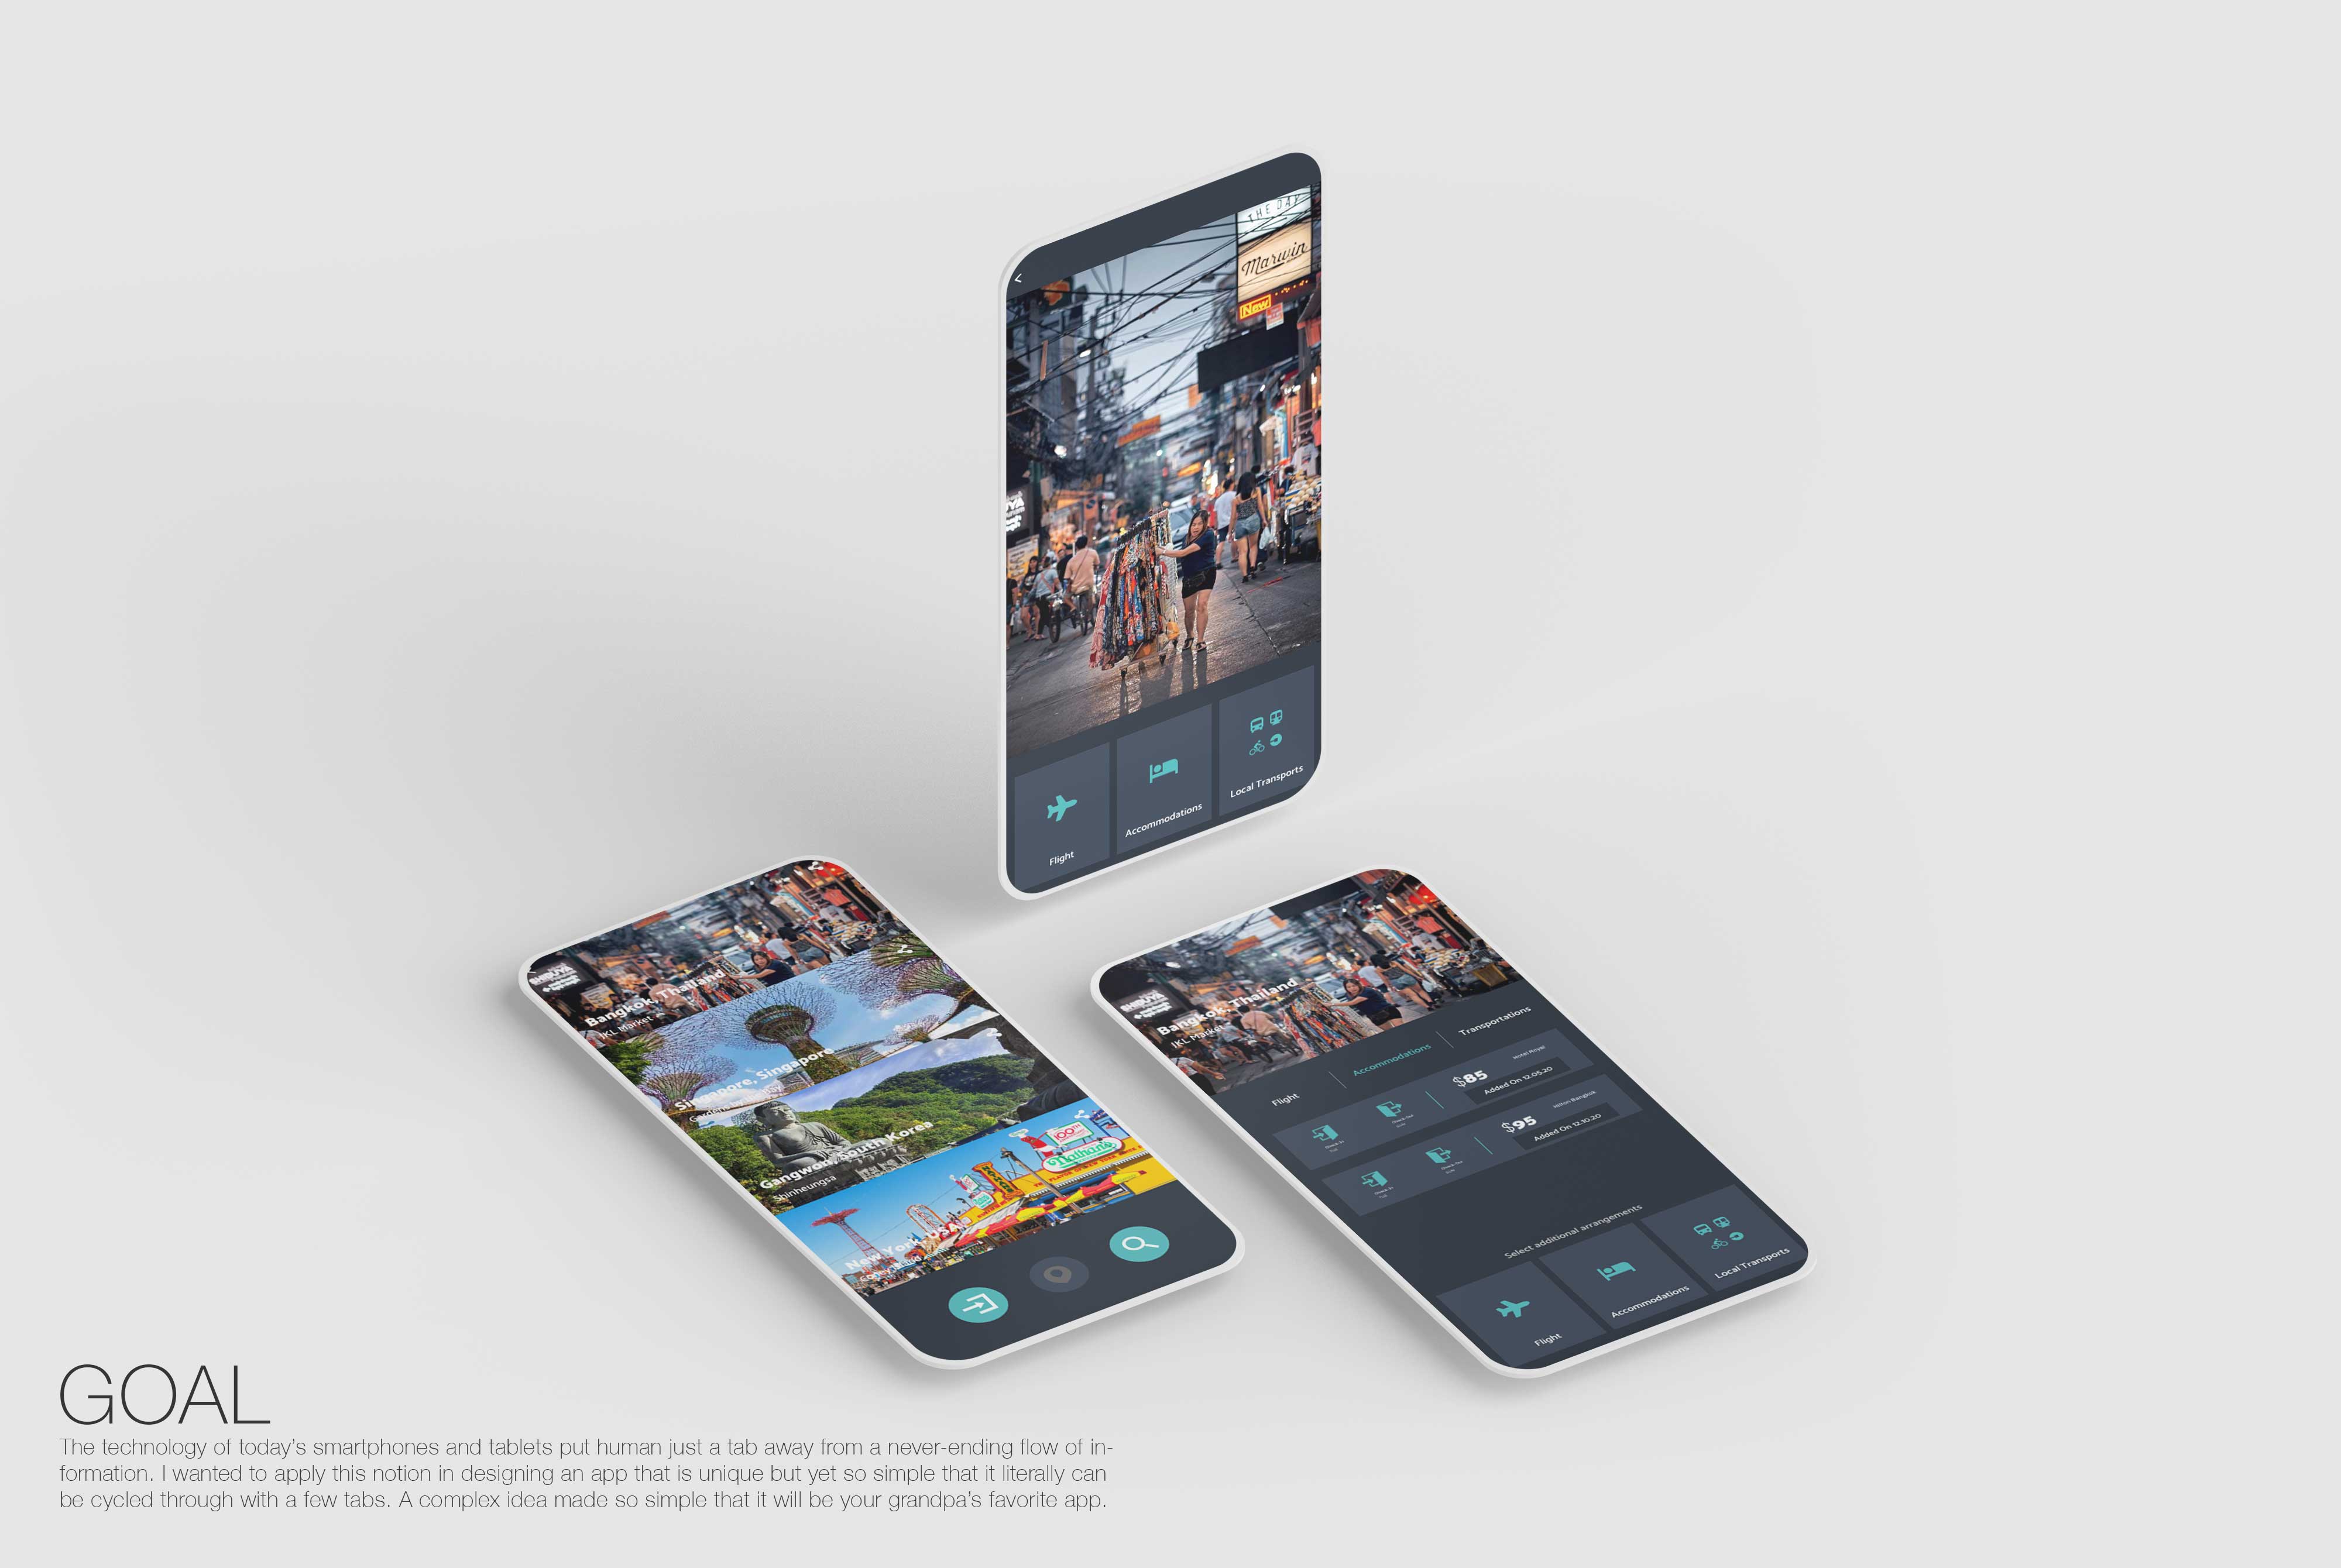 THE DAY
Marwin
New
<
Flight
Accommodations
Local Transports
Bangkok, Thailand
JKL Market
Singapore, Singapore
Gangwon, South Korea
Shinheungsa
100TH
Nathan's
New York, USA
Bangkok, Thailand
JKL Market
Flight
Accommodations
Transportations
Hotel Royal
$85
Added On 12.05.20
Hilton Bangkok
$95
Added On 12.10.20
Select additional arrangements
Flight
Accommodations
Local Transports
GOAL
The technology of today's smartphones and tablets put human just a tab away from a never-ending flow of in-
formation. I wanted to apply this notion in designing an app that is unique but yet so simple that it literally can
be cycled through with a few tabs. A complex idea made so simple that it will be your grandpa's favorite app.